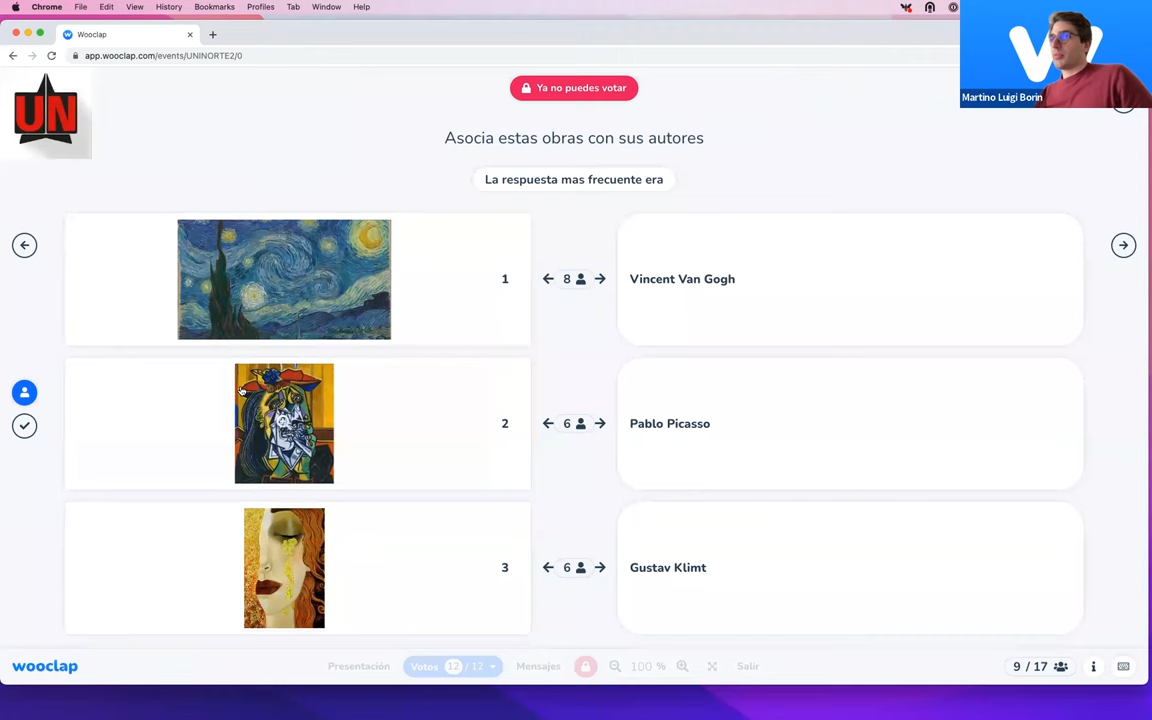 Chrome File Edit View History Bookmarks Profiles Tab Window Help
Wooclap
app.wooclap.com/events/UNINORTE2/0
W
Martino Luigi Borin
UN
Ya no puedes votar
Asocia estas obras con sus autores
La respuesta mas frecuente era
1 8 Vincent Van Gogh
2 6 Pablo Picasso
3 6 Gustav Klimt
wooclap Presentación Votos 12 / 12 Mensajes 100 % Salir 9 / 17